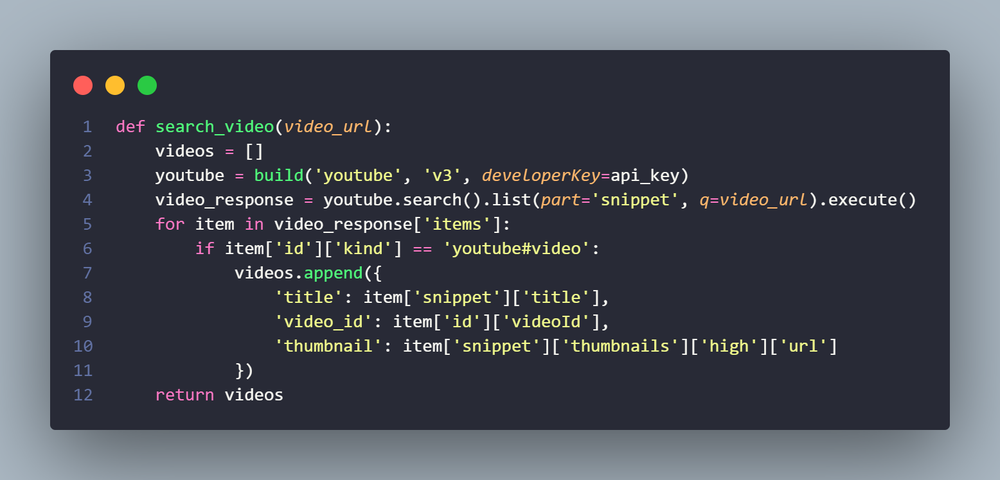 1 def search_video(video_url):
2     videos = []
3     youtube = build('youtube', 'v3', developerKey=api_key)
4     video_response = youtube.search().list(part='snippet', q=video_url).execute()
5     for item in video_response['items']:
6         if item['id']['kind'] == 'youtube#video':
7             videos.append({
8                 'title': item['snippet']['title'],
9                 'video_id': item['id']['videoId'],
10                 'thumbnail': item['snippet']['thumbnails']['high']['url']
11             })
12     return videos